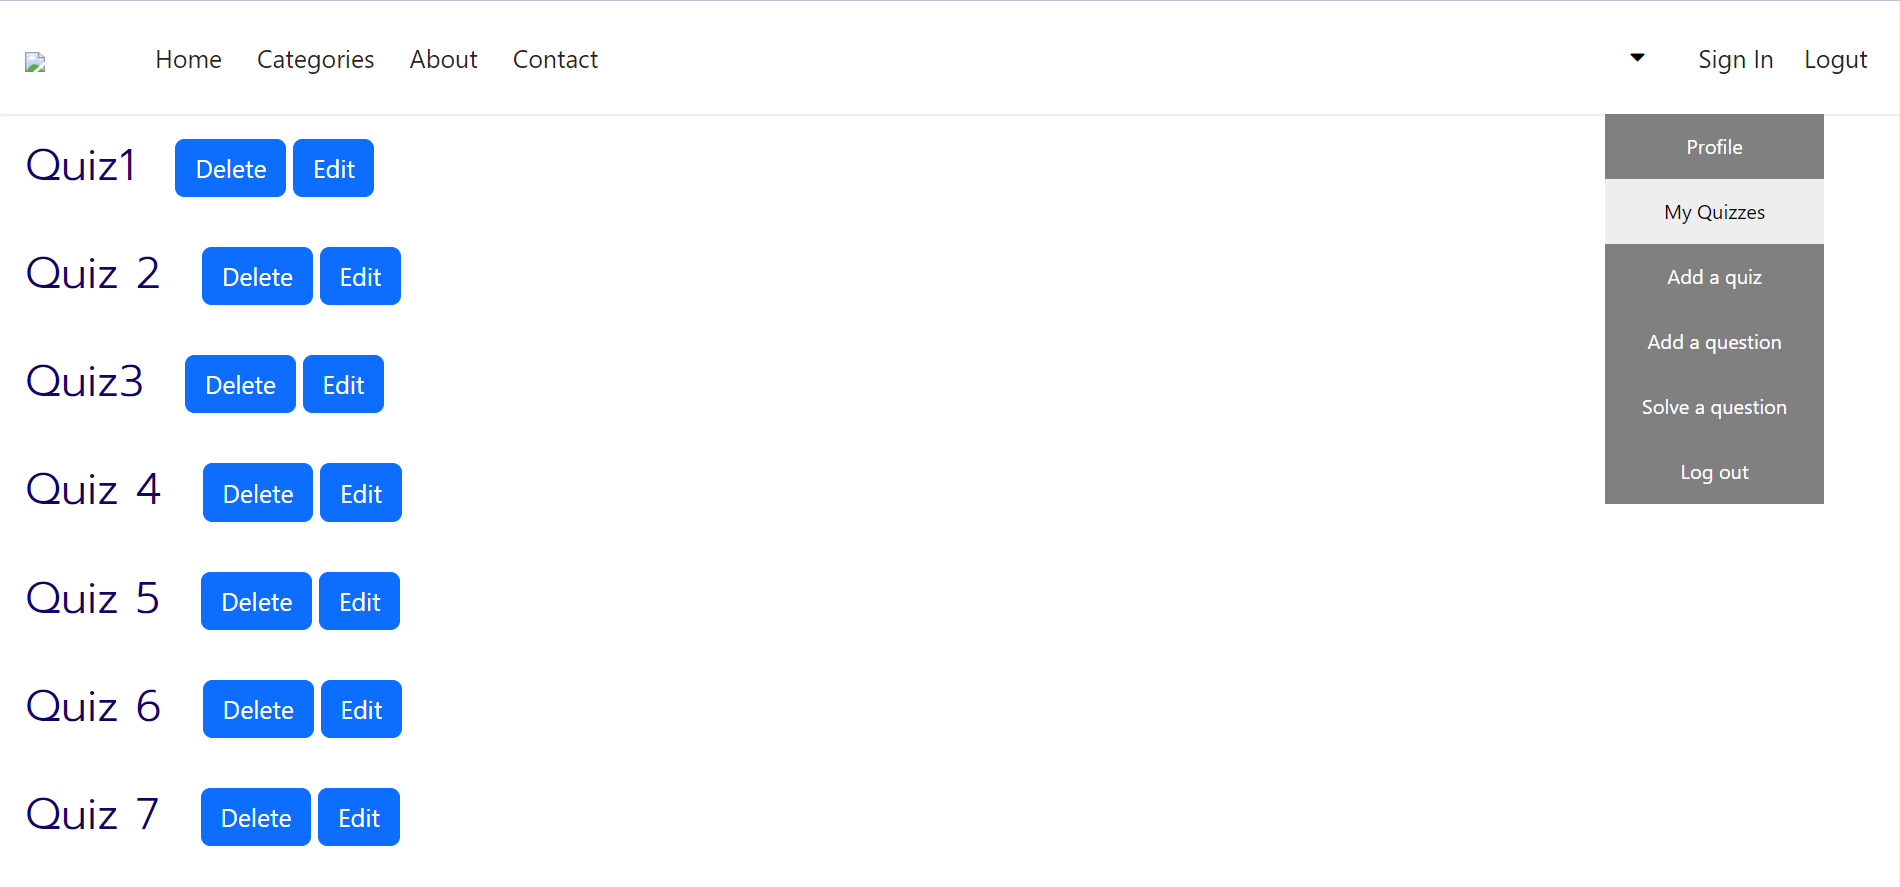 Home Categories About Contact Sign In Logut
Quiz1 Delete Edit
Quiz 2 Delete Edit
Quiz3 Delete Edit
Quiz 4 Delete Edit
Quiz 5 Delete Edit
Quiz 6 Delete Edit
Quiz 7 Delete Edit
Profile
My Quizzes
Add a quiz
Add a question
Solve a question
Log out